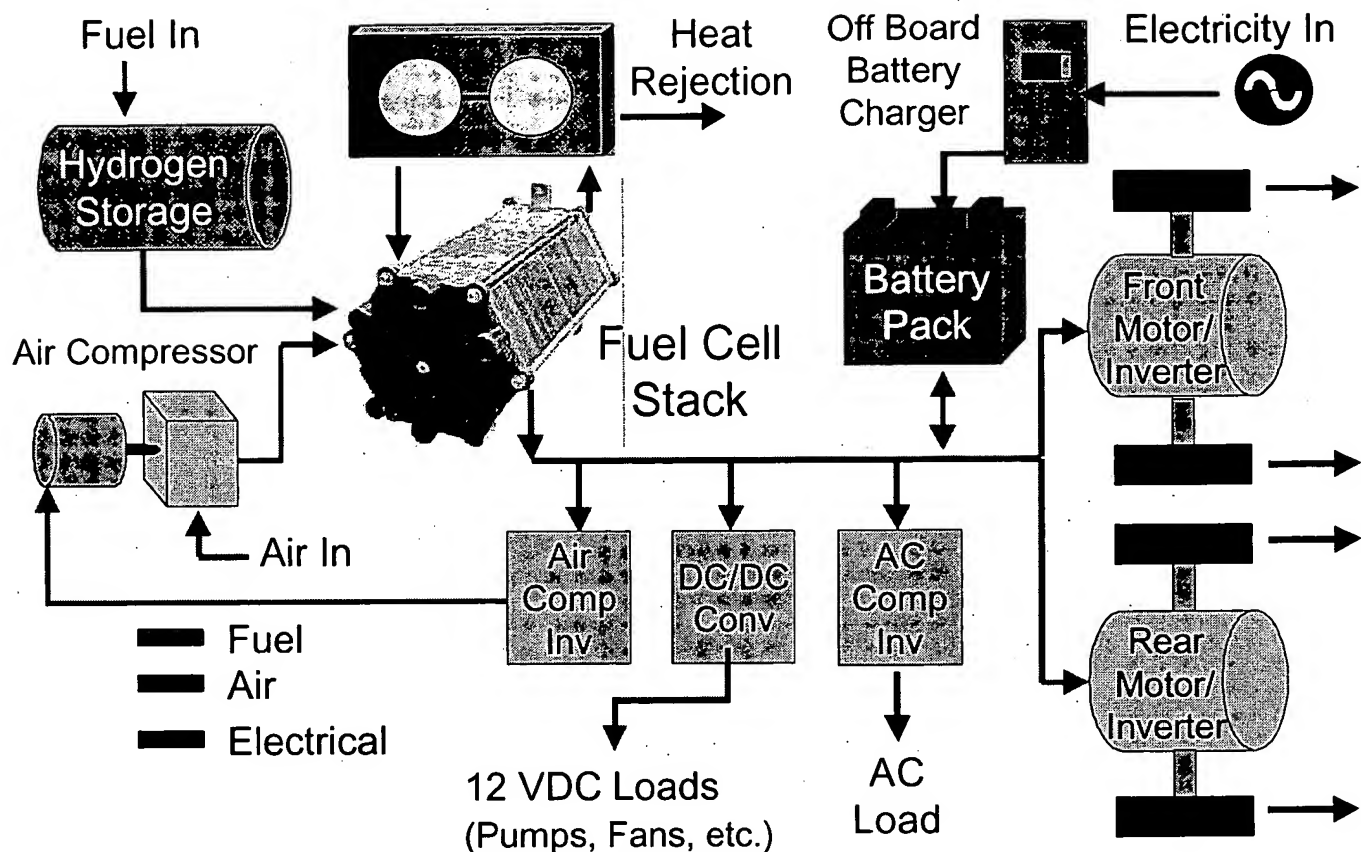 Fuel In
Heat
Rejection
Off Board
Battery
Charger
Electricity In
Hydrogen
Storage
Air Compressor
Fuel Cell
Stack
Battery
Pack
Front
Motor/
Inverter
Air In
Air
Comp
Inv
DC/DC
Conv
AC
Comp
Inv
Rear
Motor/
Inverter
Fuel
Air
Electrical
12 VDC Loads
(Pumps, Fans, etc.)
AC
Load